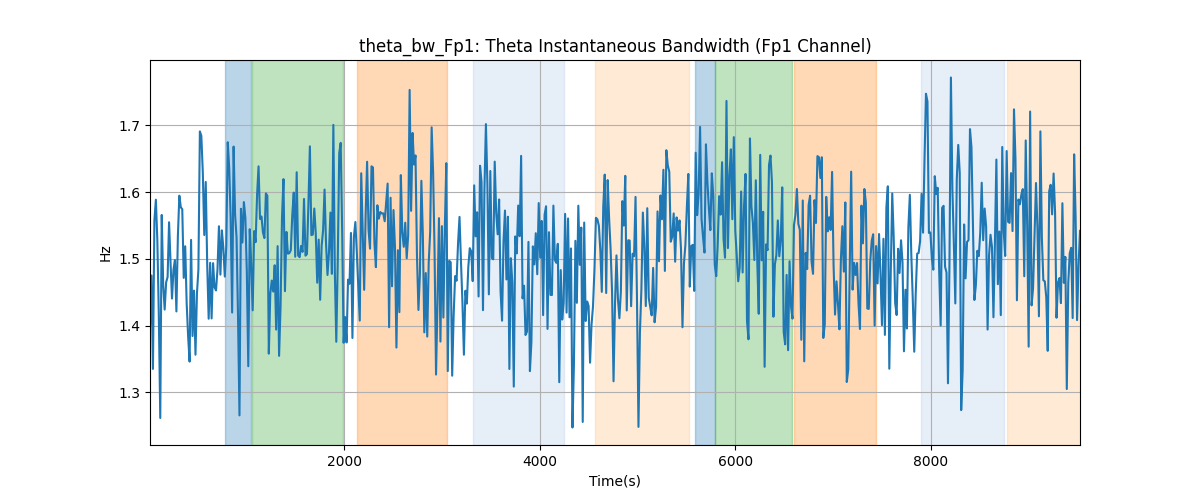 theta_bw_Fp1: Theta Instantaneous Bandwidth (Fp1 Channel)
1.7
1.6
1.5
1.4
1.3
Hz
2000 4000 6000 8000
Time(s)